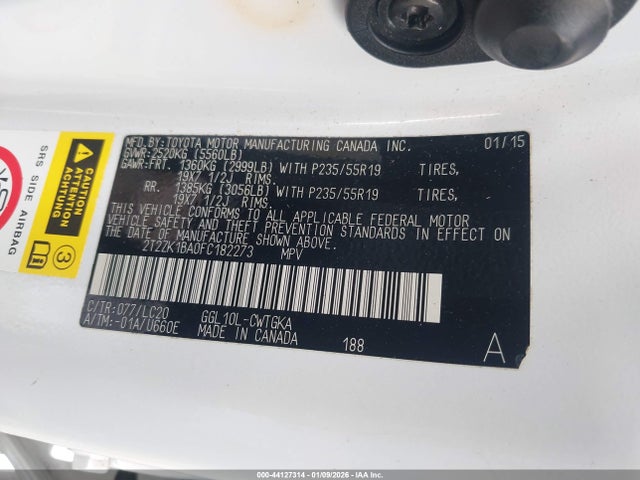 MFD.BY:TOYOTA MOTOR MANUFACTURING CANADA INC. 01/15
GVWR:2520KG (5560LB)
GAWR:FRT. 1360KG (2999LB) WITH P235/55R19 TIRES,
19X7 1/2J RIMS
RR. 1385KG (3056LB) WITH P235/55R19 TIRES,
19X7 1/2J RIMS
THIS VEHICLE CONFORMS TO ALL APPLICABLE FEDERAL MOTOR
VEHICLE SAFETY AND THEFT PREVENTION STANDARDS IN EFFECT ON
THE DATE OF MANUFACTURE SHOWN ABOVE.
2T2ZK1BA0FC182273 MPV
C/TR:077/LC20 GGL10L-CWTGKA
A/TM:-01A/U660E MADE IN CANADA 188 A
CAUTION
ATTENTION
ACHTUNG
3
SRS SIDE AIRBAG
000-44127314 - 01/09/2026 - IAA Inc.